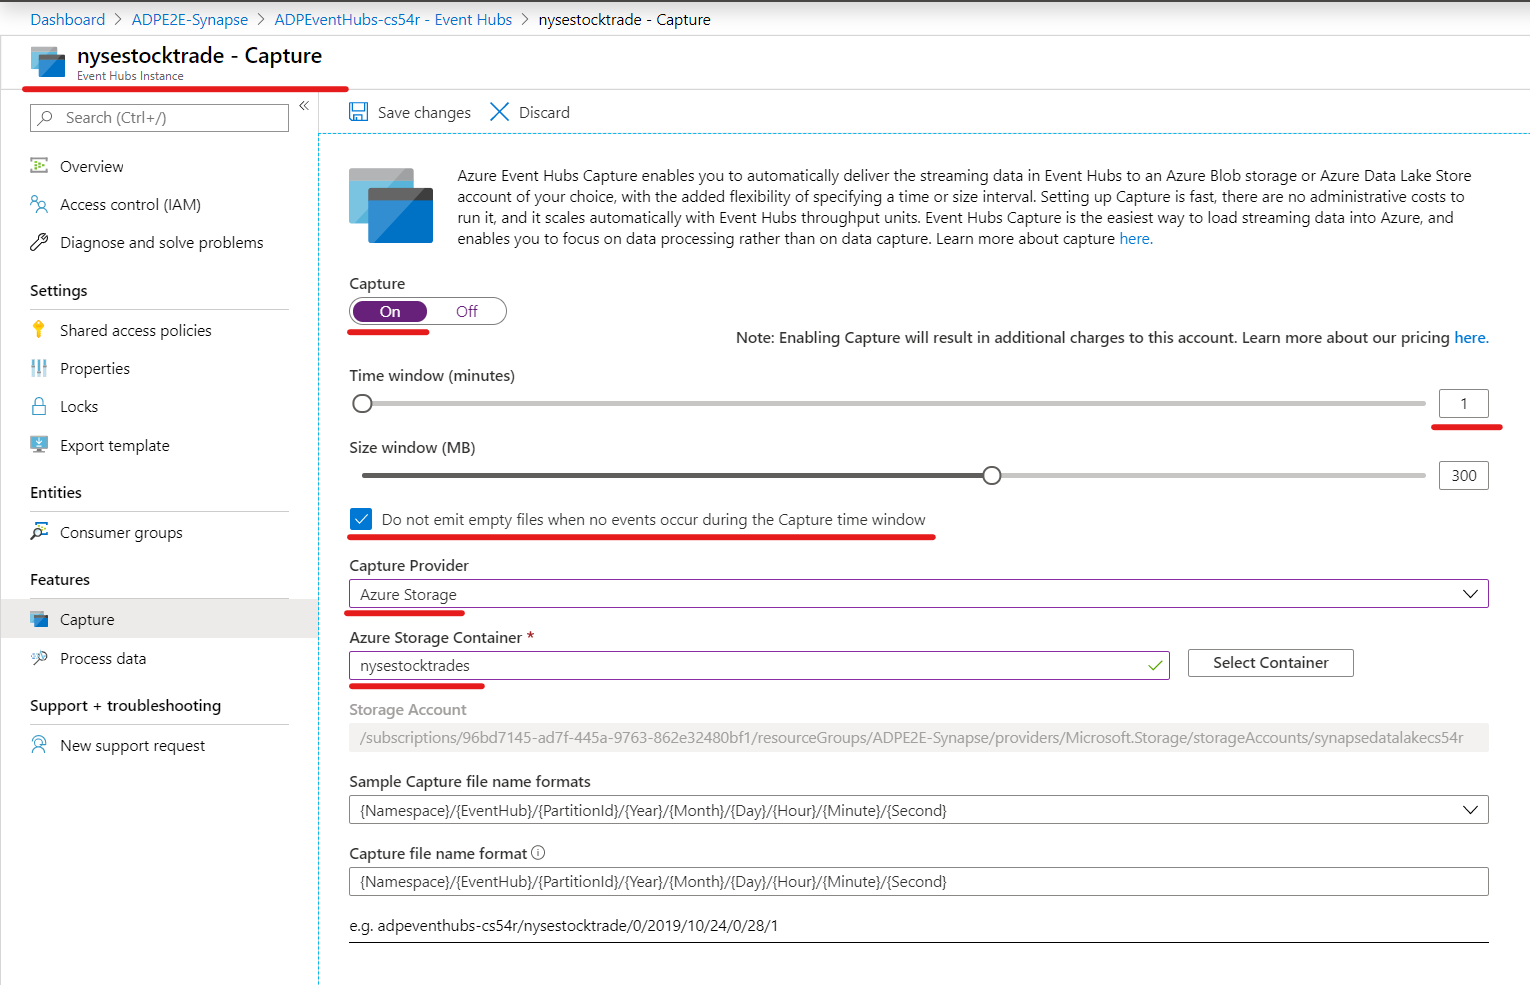 Dashboard > ADPE2E-Synapse > ADPEventHubs-cs54r - Event Hubs > nysestocktrade - Capture
nysestocktrade - Capture
Event Hubs Instance
Search (Ctrl+/)
«
Overview
Access control (IAM)
Diagnose and solve problems
Settings
Shared access policies
Properties
Locks
Export template
Entities
Consumer groups
Features
Capture
Process data
Support + troubleshooting
New support request
Save changes
Discard
Azure Event Hubs Capture enables you to automatically deliver the streaming data in Event Hubs to an Azure Blob storage or Azure Data Lake Store
account of your choice, with the added flexibility of specifying a time or size interval. Setting up Capture is fast, there are no administrative costs to
run it, and it scales automatically with Event Hubs throughput units. Event Hubs Capture is the easiest way to load streaming data into Azure, and
enables you to focus on data processing rather than on data capture. Learn more about capture here.
Capture
On Off
Note: Enabling Capture will result in additional charges to this account. Learn more about our pricing here.
Time window (minutes)
1
Size window (MB)
300
Do not emit empty files when no events occur during the Capture time window
Capture Provider
Azure Storage
Azure Storage Container *
nysestocktrades
Select Container
Storage Account
/subscriptions/96bd7145-ad7f-445a-9763-862e32480bf1/resourceGroups/ADPE2E-Synapse/providers/Microsoft.Storage/storageAccounts/synapsedatalakecs54r
Sample Capture file name formats
{Namespace}/{EventHub}/{PartitionId}/{Year}/{Month}/{Day}/{Hour}/{Minute}/{Second}
Capture file name format
{Namespace}/{EventHub}/{PartitionId}/{Year}/{Month}/{Day}/{Hour}/{Minute}/{Second}
e.g. adpeventhubs-cs54r/nysestocktrade/0/2019/10/24/0/28/1